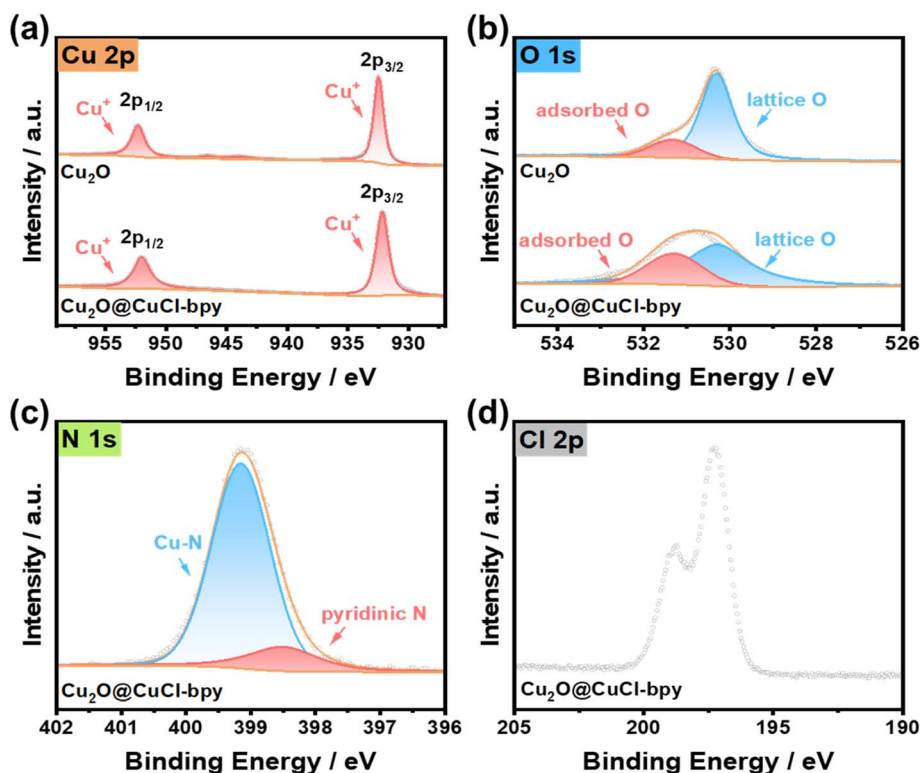 (a)
Cu 2p
2p3/2
Cu+
2p1/2
Cu+
Cu2O
2p3/2
Cu+
2p1/2
Cu+
Cu2O@CuCl-bpy
Intensity / a.u.
955 950 945 940 935 930
Binding Energy / eV
(b)
O 1s
adsorbed O
lattice O
Cu2O
adsorbed O
lattice O
Cu2O@CuCl-bpy
Intensity / a.u.
534 532 530 528 526
Binding Energy / eV
(c)
N 1s
Cu-N
pyridinic N
Cu2O@CuCl-bpy
Intensity / a.u.
402 401 400 399 398 397 396
Binding Energy / eV
(d)
Cl 2p
Cu2O@CuCl-bpy
Intensity / a.u.
205 200 195 190
Binding Energy / eV